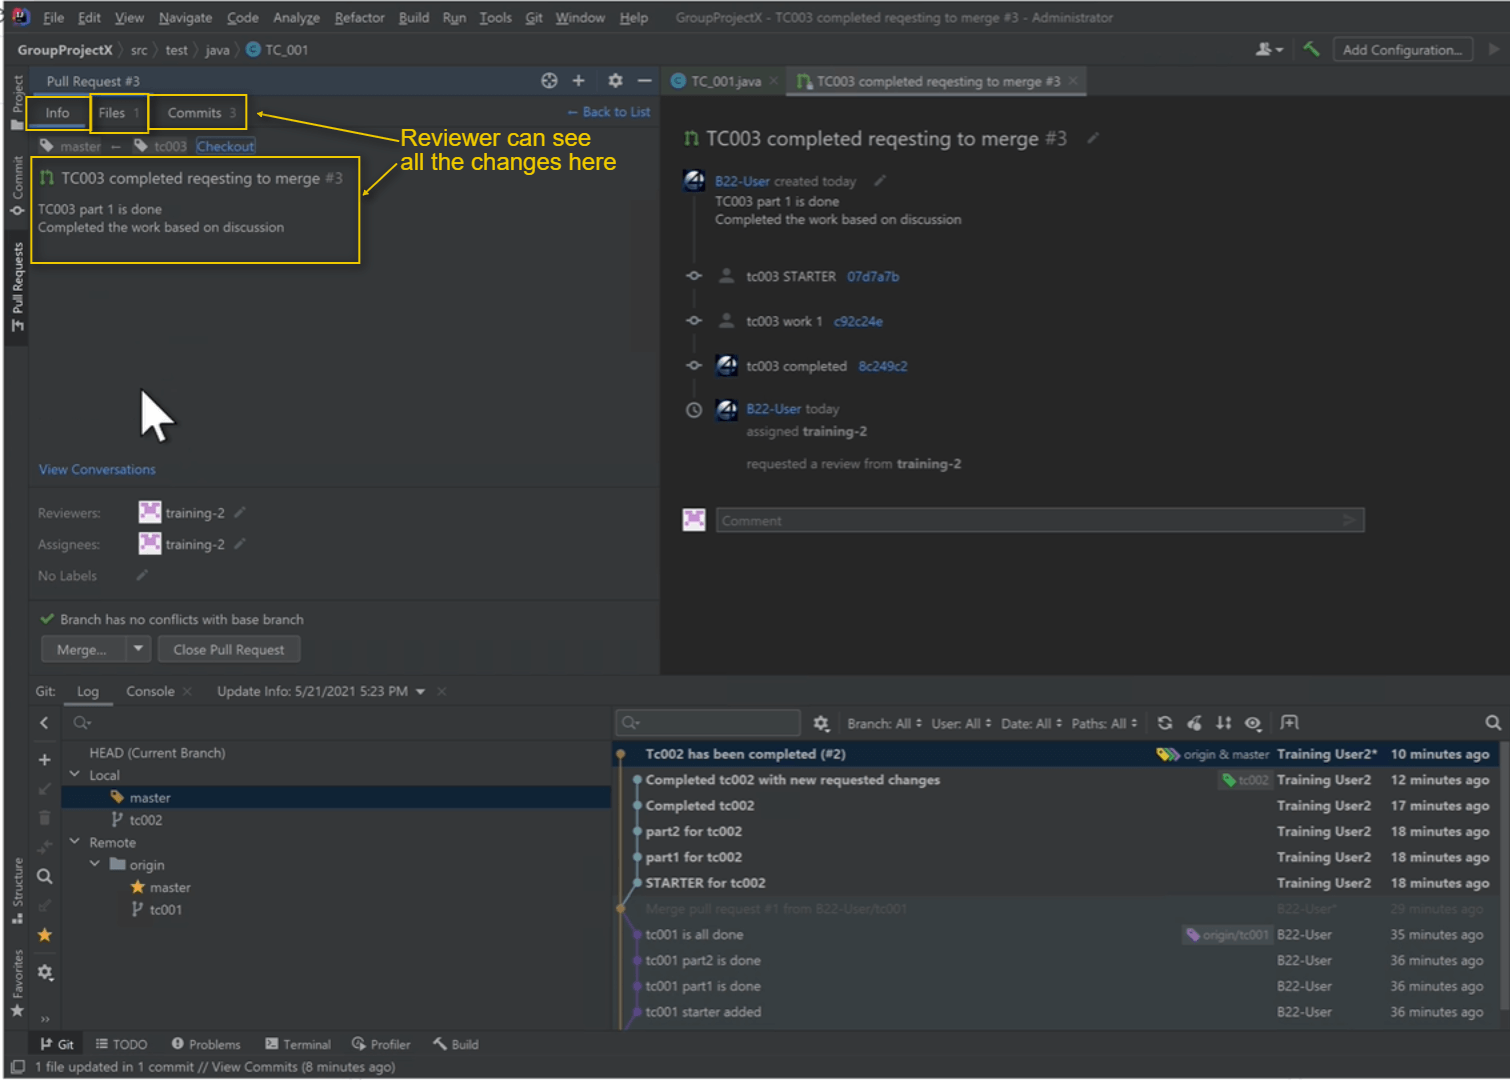 File Edit View Navigate Code Analyze Refactor Build Run Tools Git Window Help GroupProjectX - TC003 completed reqesting to merge #3 - Administrator
GroupProjectX src test java TC_001 Add Configuration...
Project
Commit
Pull Requests
Structure
Favorites
Pull Request #3
Info Files 1 Commits 3 ← Back to List
master ← tc003 Checkout
Reviewer can see
all the changes here
TC003 completed reqesting to merge #3
TC003 part 1 is done
Completed the work based on discussion
View Conversations
Reviewers: training-2
Assignees: training-2
No Labels
Branch has no conflicts with base branch
Merge... Close Pull Request
TC_001.java TC003 completed reqesting to merge #3
TC003 completed reqesting to merge #3
B22-User created today
TC003 part 1 is done
Completed the work based on discussion
tc003 STARTER 07d7a7b
tc003 work 1 c92c24e
tc003 completed 8c249c2
B22-User today
assigned training-2
requested a review from training-2
Comment
Git: Log Console Update Info: 5/21/2021 5:23 PM
HEAD (Current Branch)
Local
master
tc002
Remote
origin
master
tc001
Branch: All User: All Date: All Paths: All
Tc002 has been completed (#2) origin & master Training User2* 10 minutes ago
Completed tc002 with new requested changes tc002 Training User2 12 minutes ago
Completed tc002 Training User2 17 minutes ago
part2 for tc002 Training User2 18 minutes ago
part1 for tc002 Training User2 18 minutes ago
STARTER for tc002 Training User2 18 minutes ago
Merge pull request #1 from B22-User/tc001 B22-User* 29 minutes ago
tc001 is all done origin/tc001 B22-User 35 minutes ago
tc001 part2 is done B22-User 36 minutes ago
tc001 part1 is done B22-User 36 minutes ago
tc001 starter added B22-User 36 minutes ago
Git TODO Problems Terminal Profiler Build
1 file updated in 1 commit // View Commits (8 minutes ago)